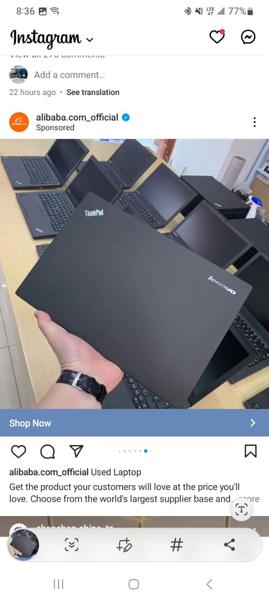 8:36
77%
Instagram
Add a comment...
22 hours ago • See translation
alibaba.com_official
Sponsored
ThinkPad
lenovo
Shop Now
alibaba.com_official Used Laptop
Get the product your customers will love at the price you'll
love. Choose from the world's largest supplier base and... more